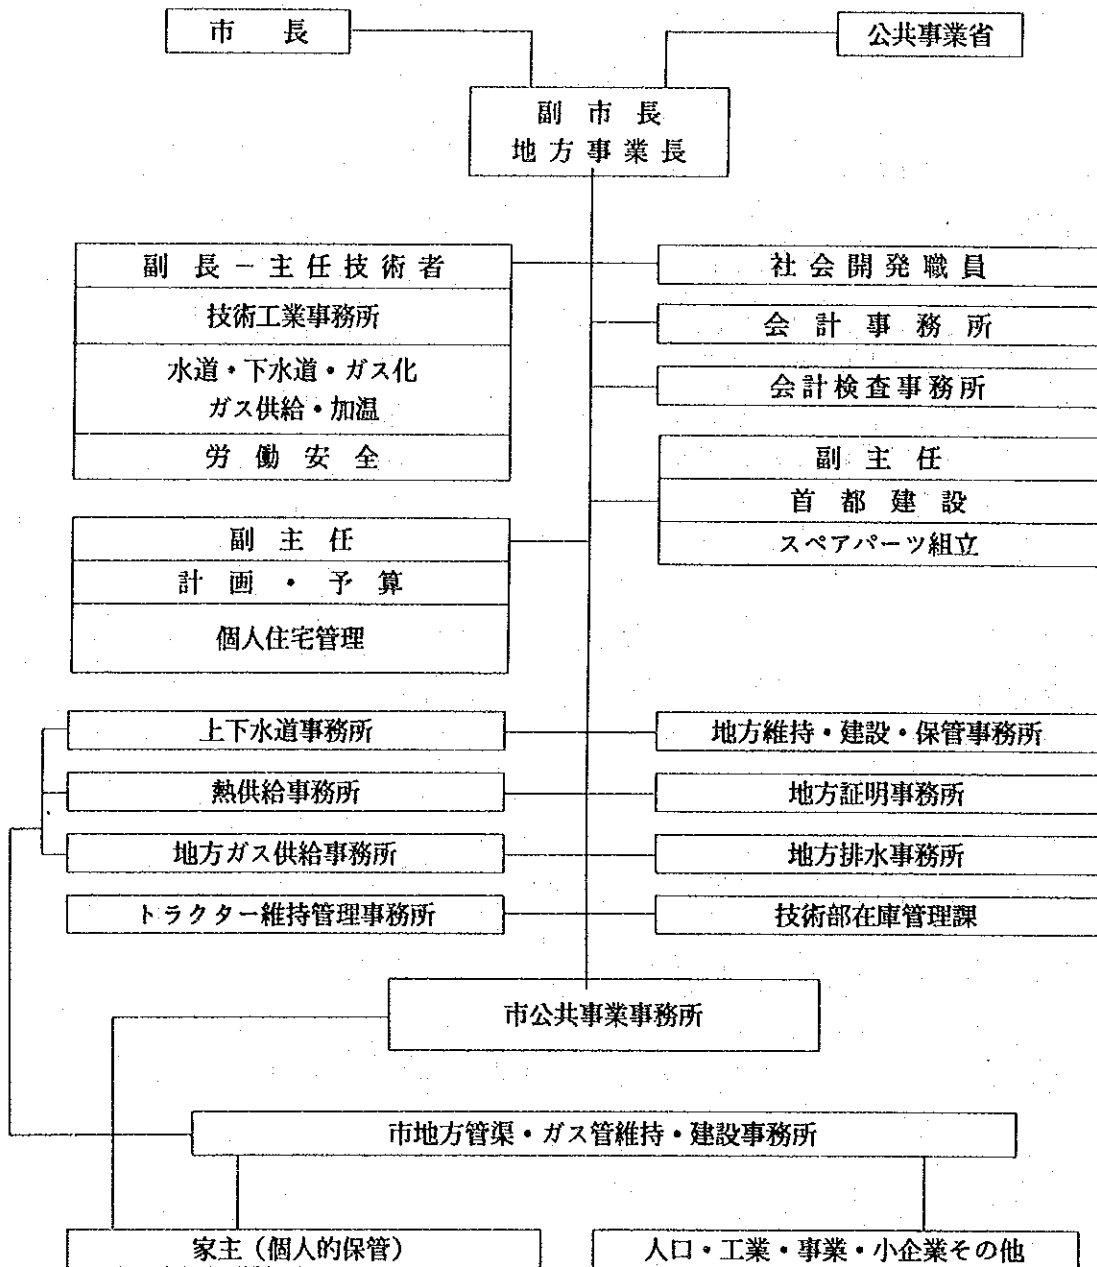 市長
公共事業省
副市長
地方事業長
副長－主任技術者
技術工業事務所
水道・下水道・ガス化
ガス供給・加温
労働安全
社会開発職員
会計事務所
会計検査事務所
副主任
首都建設
スペアパーツ組立
副主任
計画・予算
個人住宅管理
上下水道事務所
地方維持・建設・保管事務所
熱供給事務所
地方証明事務所
地方ガス供給事務所
地方排水事務所
トラクター維持管理事務所
技術部在庫管理課
市公共事業事務所
市地方管渠・ガス管維持・建設事務所
家主（個人的保管）
人口・工業・事業・小企業その他